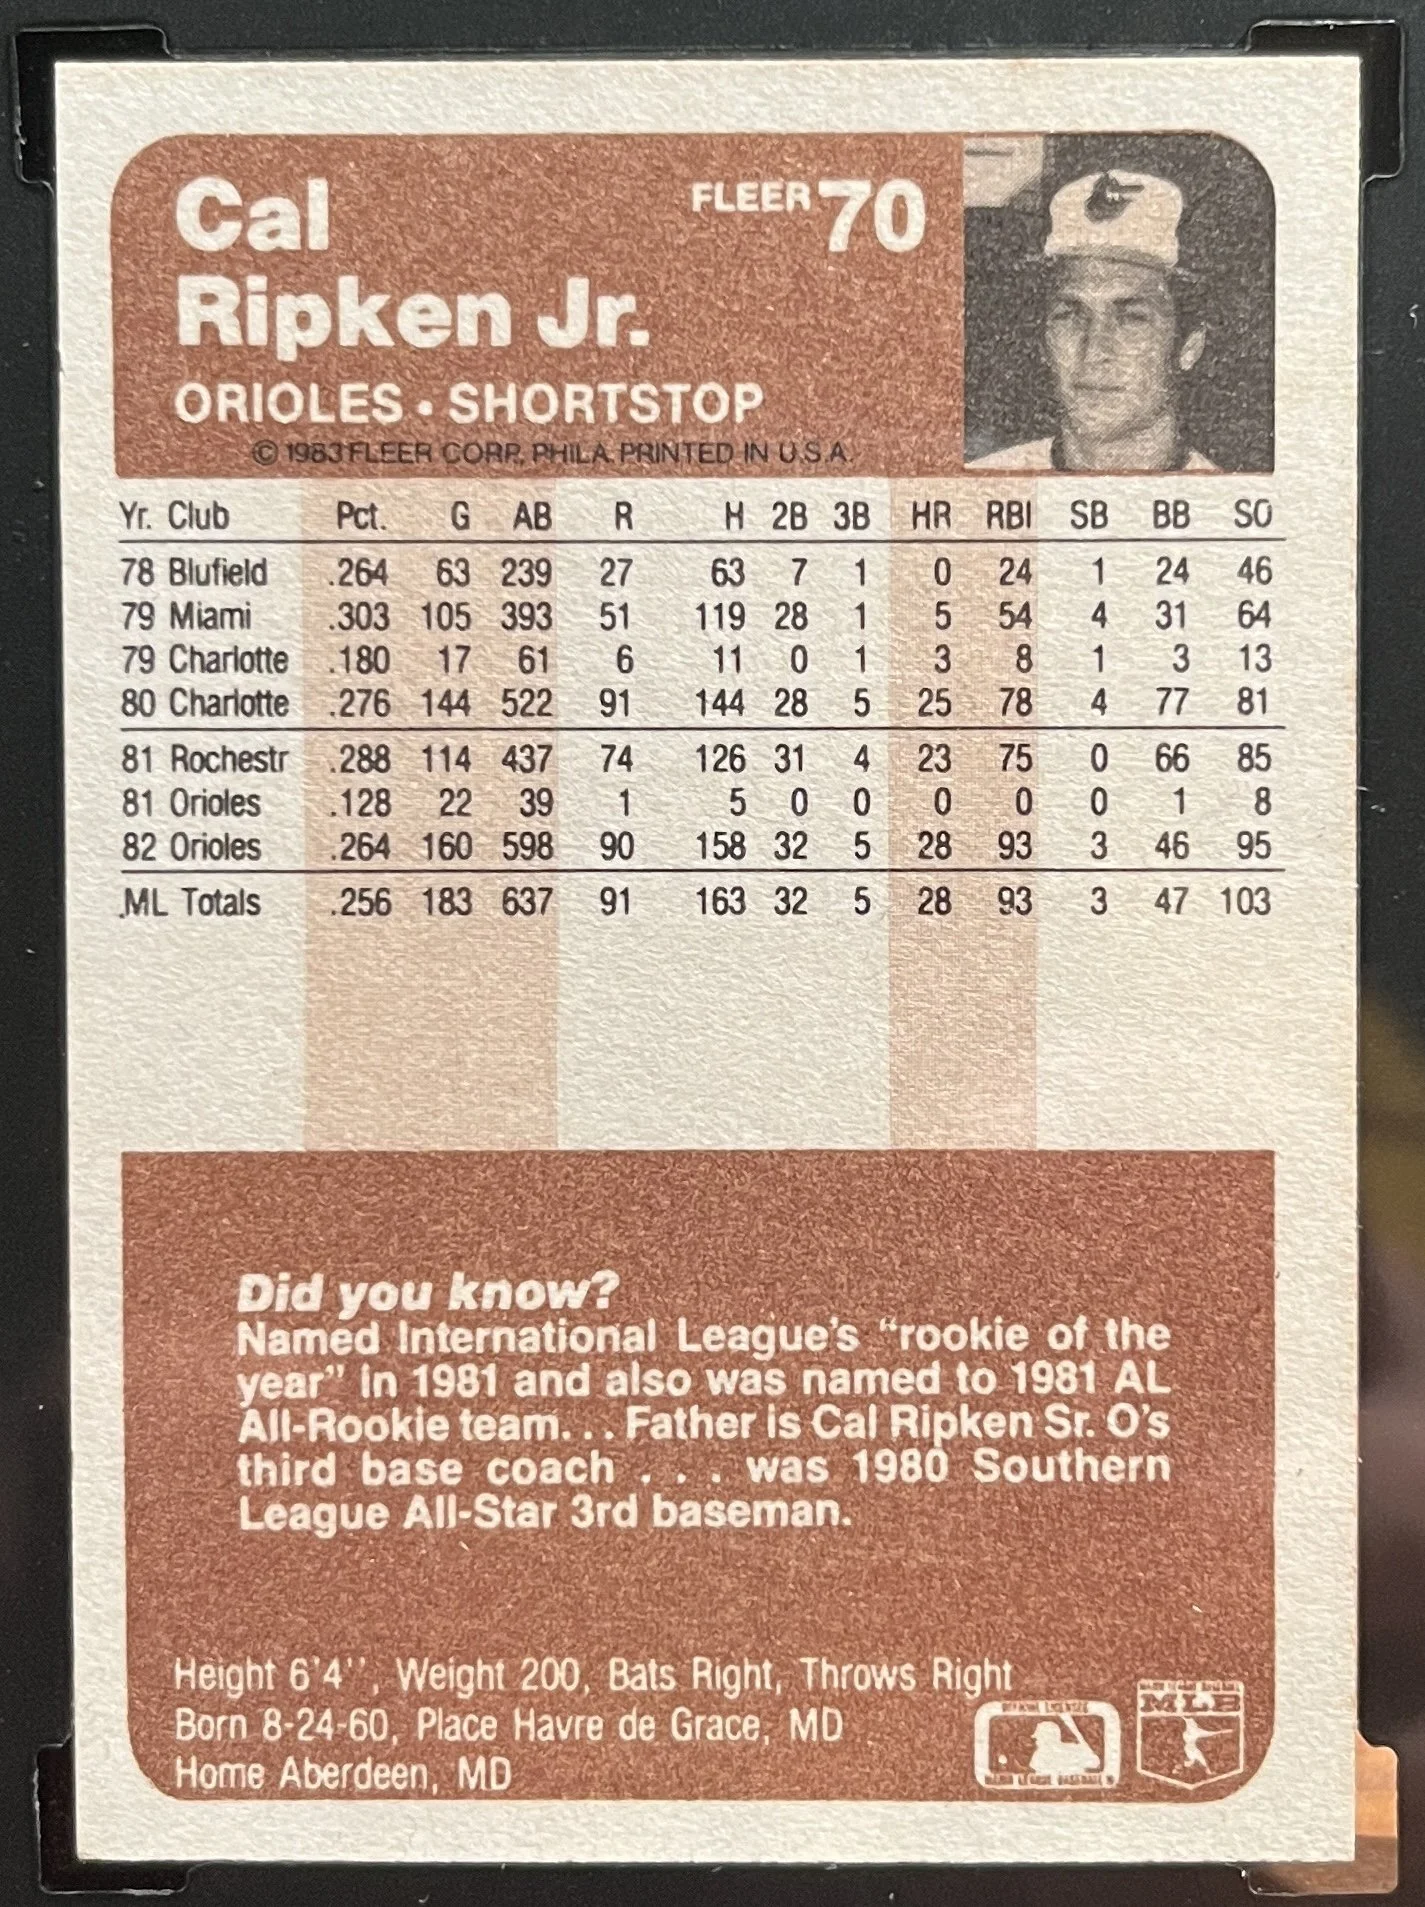 Cal
FLEER 70
Ripken Jr.
ORIOLES • SHORTSTOP
© 1983 FLEER CORP., PHILA. PRINTED IN U.S.A.
Yr. Club Pct. G AB R H 2B 3B HR RBI SB BB SO
78 Blufield .264 63 239 27 63 7 1 0 24 1 24 46
79 Miami .303 105 393 51 119 28 1 5 54 4 31 64
79 Charlotte .180 17 61 6 11 0 1 3 8 1 3 13
80 Charlotte .276 144 522 91 144 28 5 25 78 4 77 81
81 Rochestr .288 114 437 74 126 31 4 23 75 0 66 85
81 Orioles .128 22 39 1 5 0 0 0 0 0 1 8
82 Orioles .264 160 598 90 158 32 5 28 93 3 46 95
ML Totals .256 183 637 91 163 32 5 28 93 3 47 103
Did you know?
Named International League's "rookie of the
year" in 1981 and also was named to 1981 AL
All-Rookie team. . . Father is Cal Ripken Sr. O's
third base coach . . . was 1980 Southern
League All-Star 3rd baseman.
Height 6'4'', Weight 200, Bats Right, Throws Right
Born 8-24-60, Place Havre de Grace, MD
Home Aberdeen, MD
MAJOR LEAGUE BASEBALL
MLB